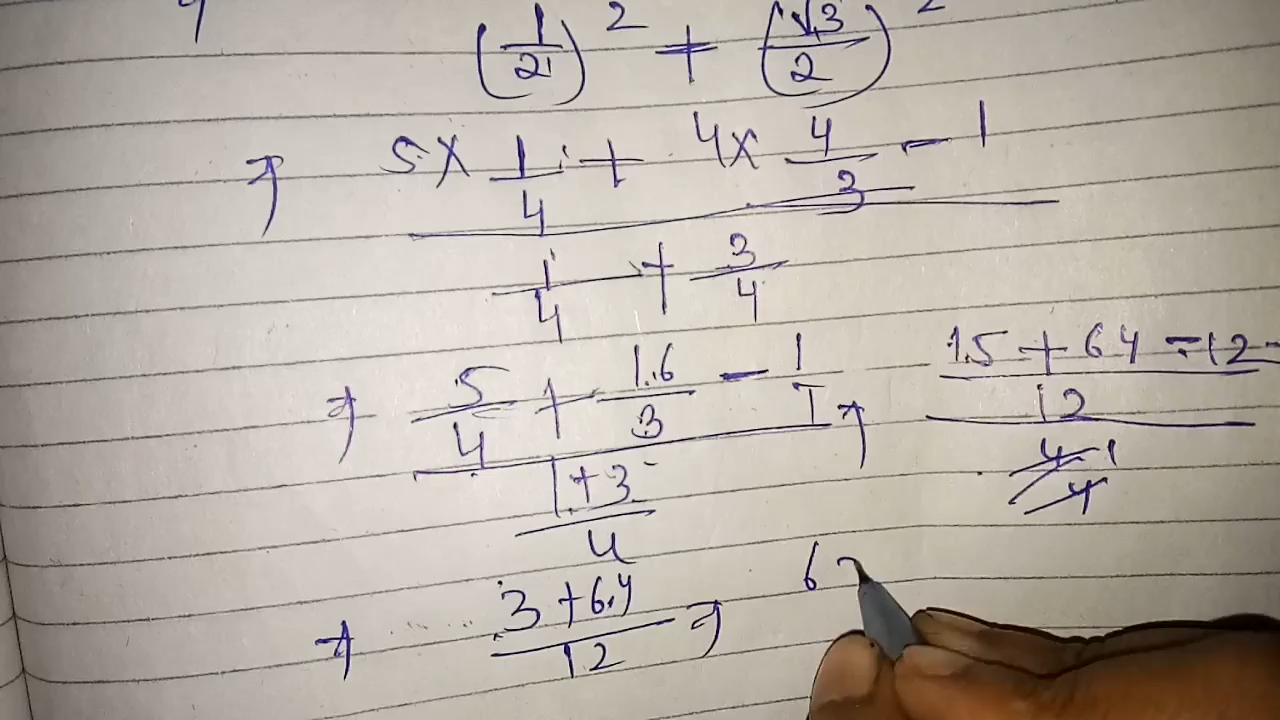 (1/2)² + (√3/2)²
⇒ 5 × 1/4 + 4 × 4/3 - 1
1/4 + 3/4
⇒ 5/4 + 16/3 - 1/1
1+3/4
⇒ 15 + 64 - 12
12
4/4 1
⇒ 3 + 64/12 ⇒ 6